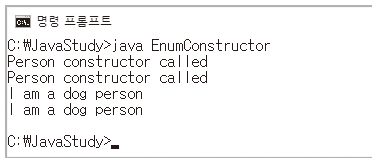 명령 프롬프트
C:\JavaStudy>java EnumConstructor
Person constructor called
Person constructor called
I am a dog person
I am a dog person
C:\JavaStudy>